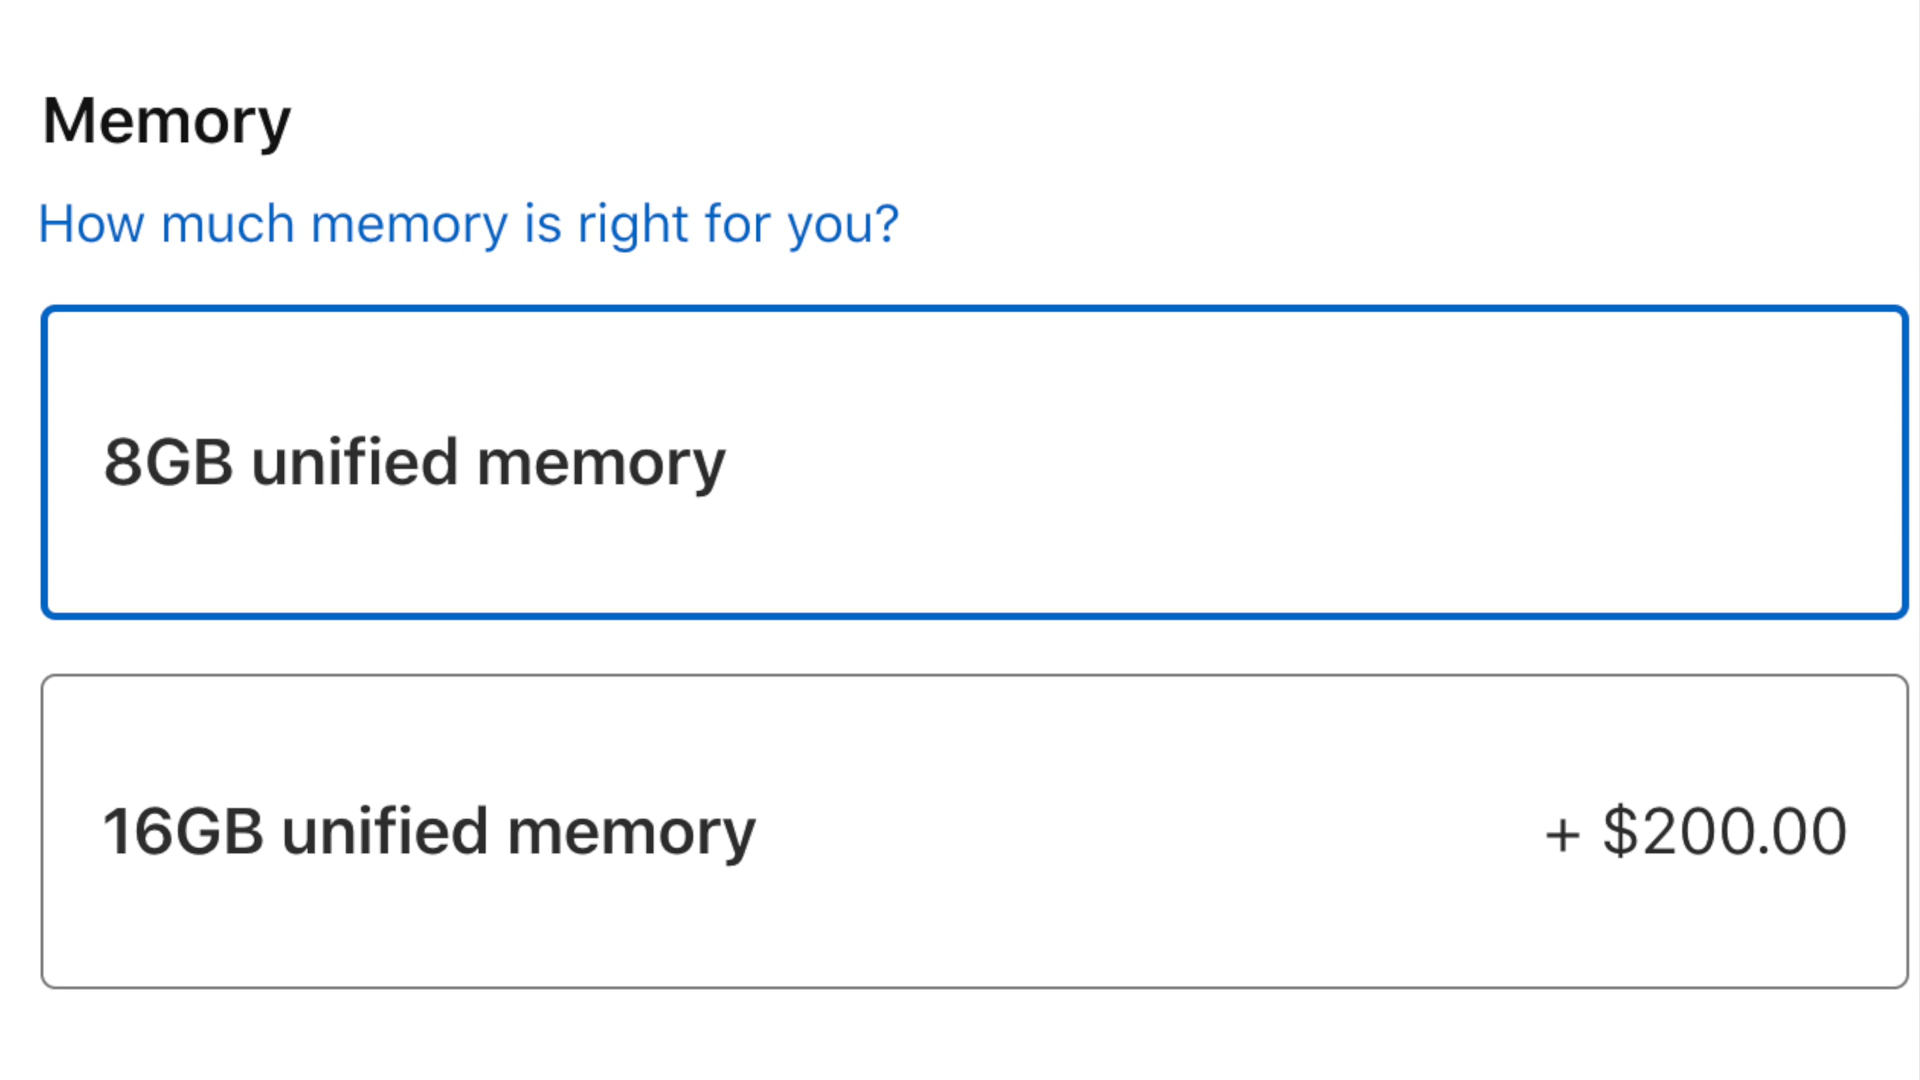 Memory
How much memory is right for you?
8GB unified memory
16GB unified memory + $200.00